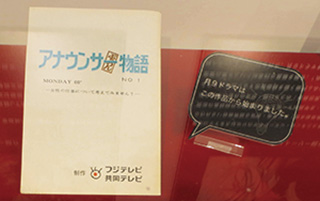 アナウンサー物語
NO.1
MONDAY
制作 フジテレビ
共同テレビ
月9ドラマは
この作品から始まりました。